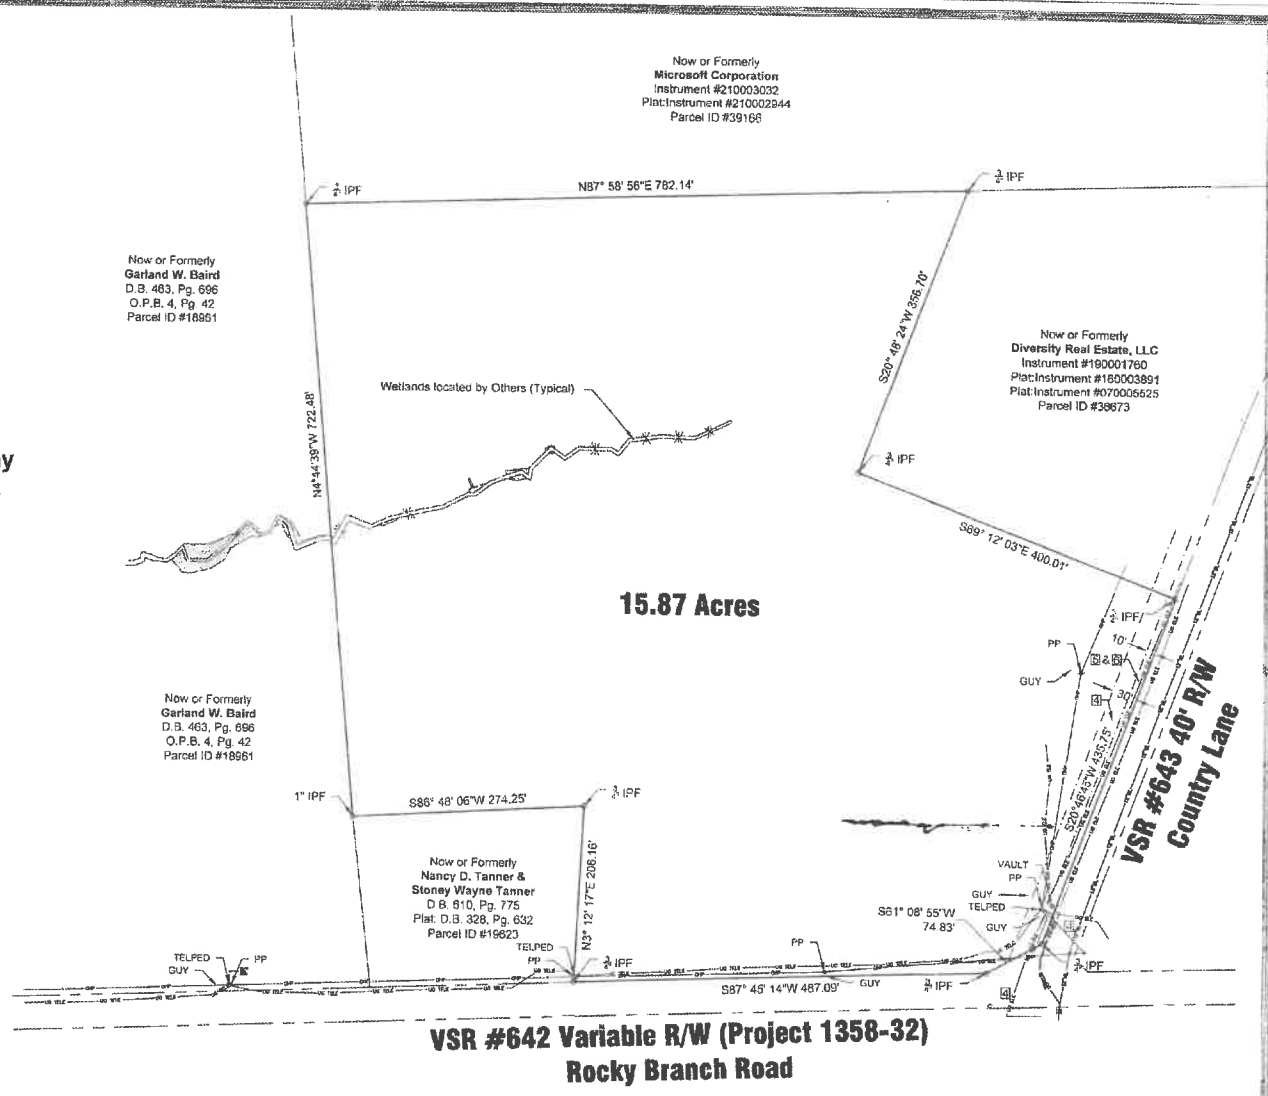 Now or Formerly
Microsoft Corporation
Instrument #210003032
Plat:Instrument #210002944
Parcel ID #39166
N87° 58' 56"E 782.14'
IPF
3/4" IPF
Now or Formerly
Garland W. Baird
D.B. 463, Pg. 696
O.P.B. 4, Pg. 42
Parcel ID #18961
S20° 48' 24"W 356.70'
Now or Formerly
Diversity Real Estate, LLC
Instrument #190001760
Plat:Instrument #180003891
Plat:Instrument #070005525
Parcel ID #38673
Wetlands located by Others (Typical)
N4°44'39"W 722.48'
3/4" IPF
S69° 12' 03"E 400.01'
15.87 Acres
IPF
10'
PP
5 & 6
GUY
30'
4
Now or Formerly
Garland W. Baird
D.B. 463, Pg. 696
O.P.B. 4, Pg. 42
Parcel ID #18961
S20°46'45"W 435.75'
VSR #643 40' R/W
Country Lane
1" IPF
S86° 48' 06"W 274.25'
3/4" IPF
Now or Formerly
Nancy D. Tanner &
Stoney Wayne Tanner
D.B. 610, Pg. 775
Plat: D.B. 328, Pg. 632
Parcel ID #19623
N3° 12' 17"E 206.16'
VAULT
PP
GUY
TELPED
GUY
S61° 08' 55"W
74.83'
TELPED
GUY
PP
TELPED
PP
3/4" IPF
PP
GUY
S87° 45' 14"W 487.09'
3/4" IPF
3/4" IPF
4
VSR #642 Variable R/W (Project 1358-32)
Rocky Branch Road